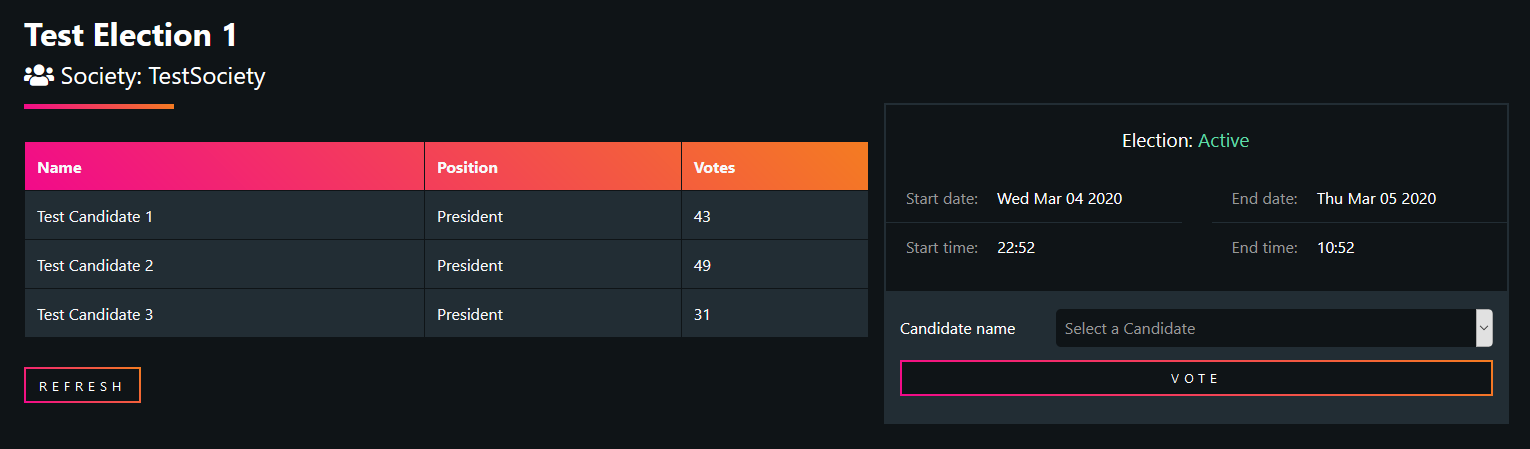 Test Election 1
Society: TestSociety
Name Position Votes
Test Candidate 1 President 43
Test Candidate 2 President 49
Test Candidate 3 President 31
REFRESH
Election: Active
Start date: Wed Mar 04 2020 End date: Thu Mar 05 2020
Start time: 22:52 End time: 10:52
Candidate name Select a Candidate
VOTE